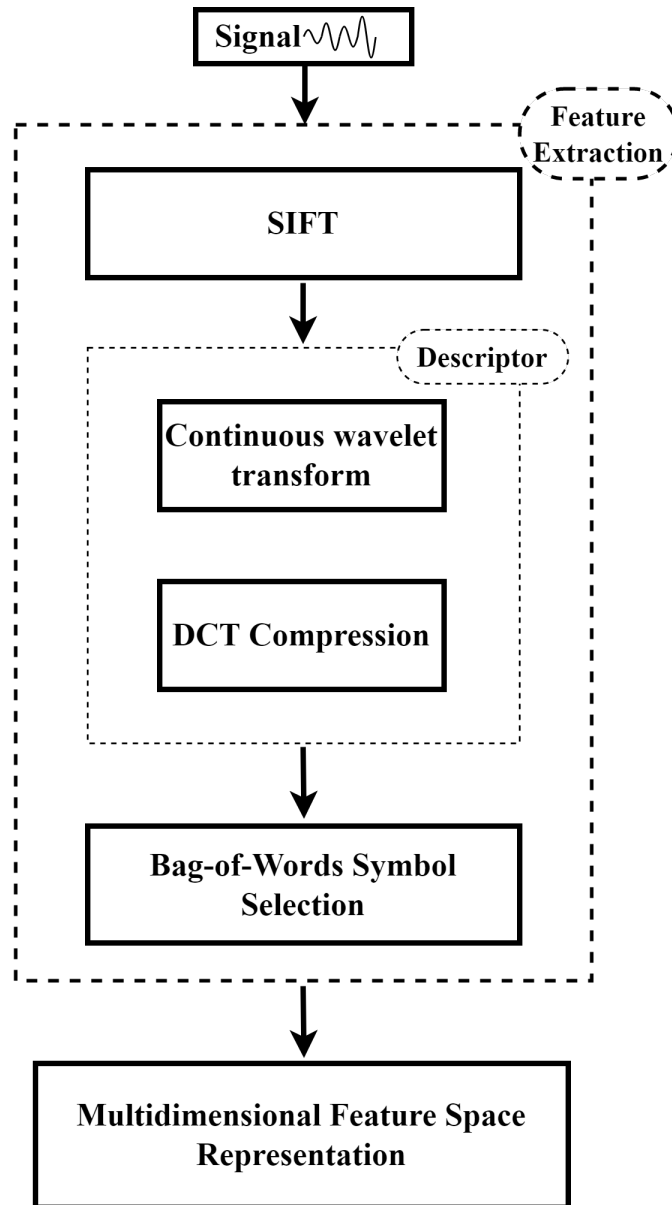 Signal
Feature
Extraction
SIFT
Descriptor
Continuous wavelet
transform
DCT Compression
Bag-of-Words Symbol
Selection
Multidimensional Feature Space
Representation